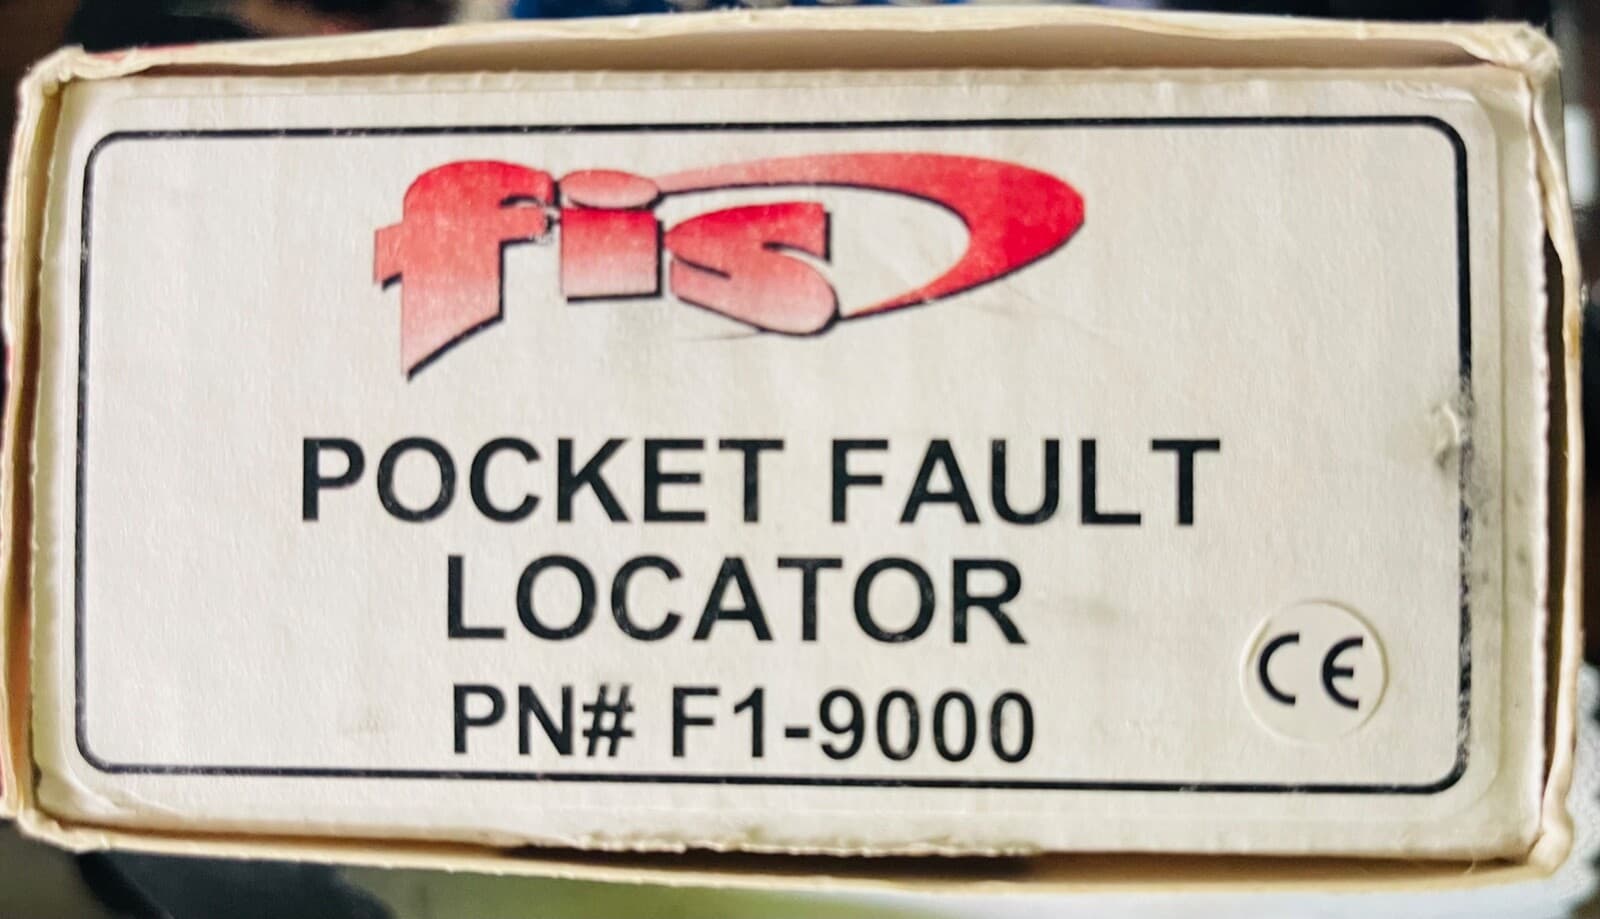 fis
POCKET FAULT
LOCATOR
PN# F1-9000
CE